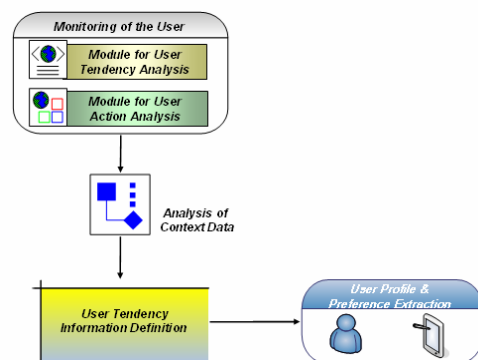 Monitoring of the User
Module for User
Tendency Analysis
Module for User
Action Analysis
Analysis of
Context Data
User Tendency
Information Definition
User Profile &
Preference Extraction